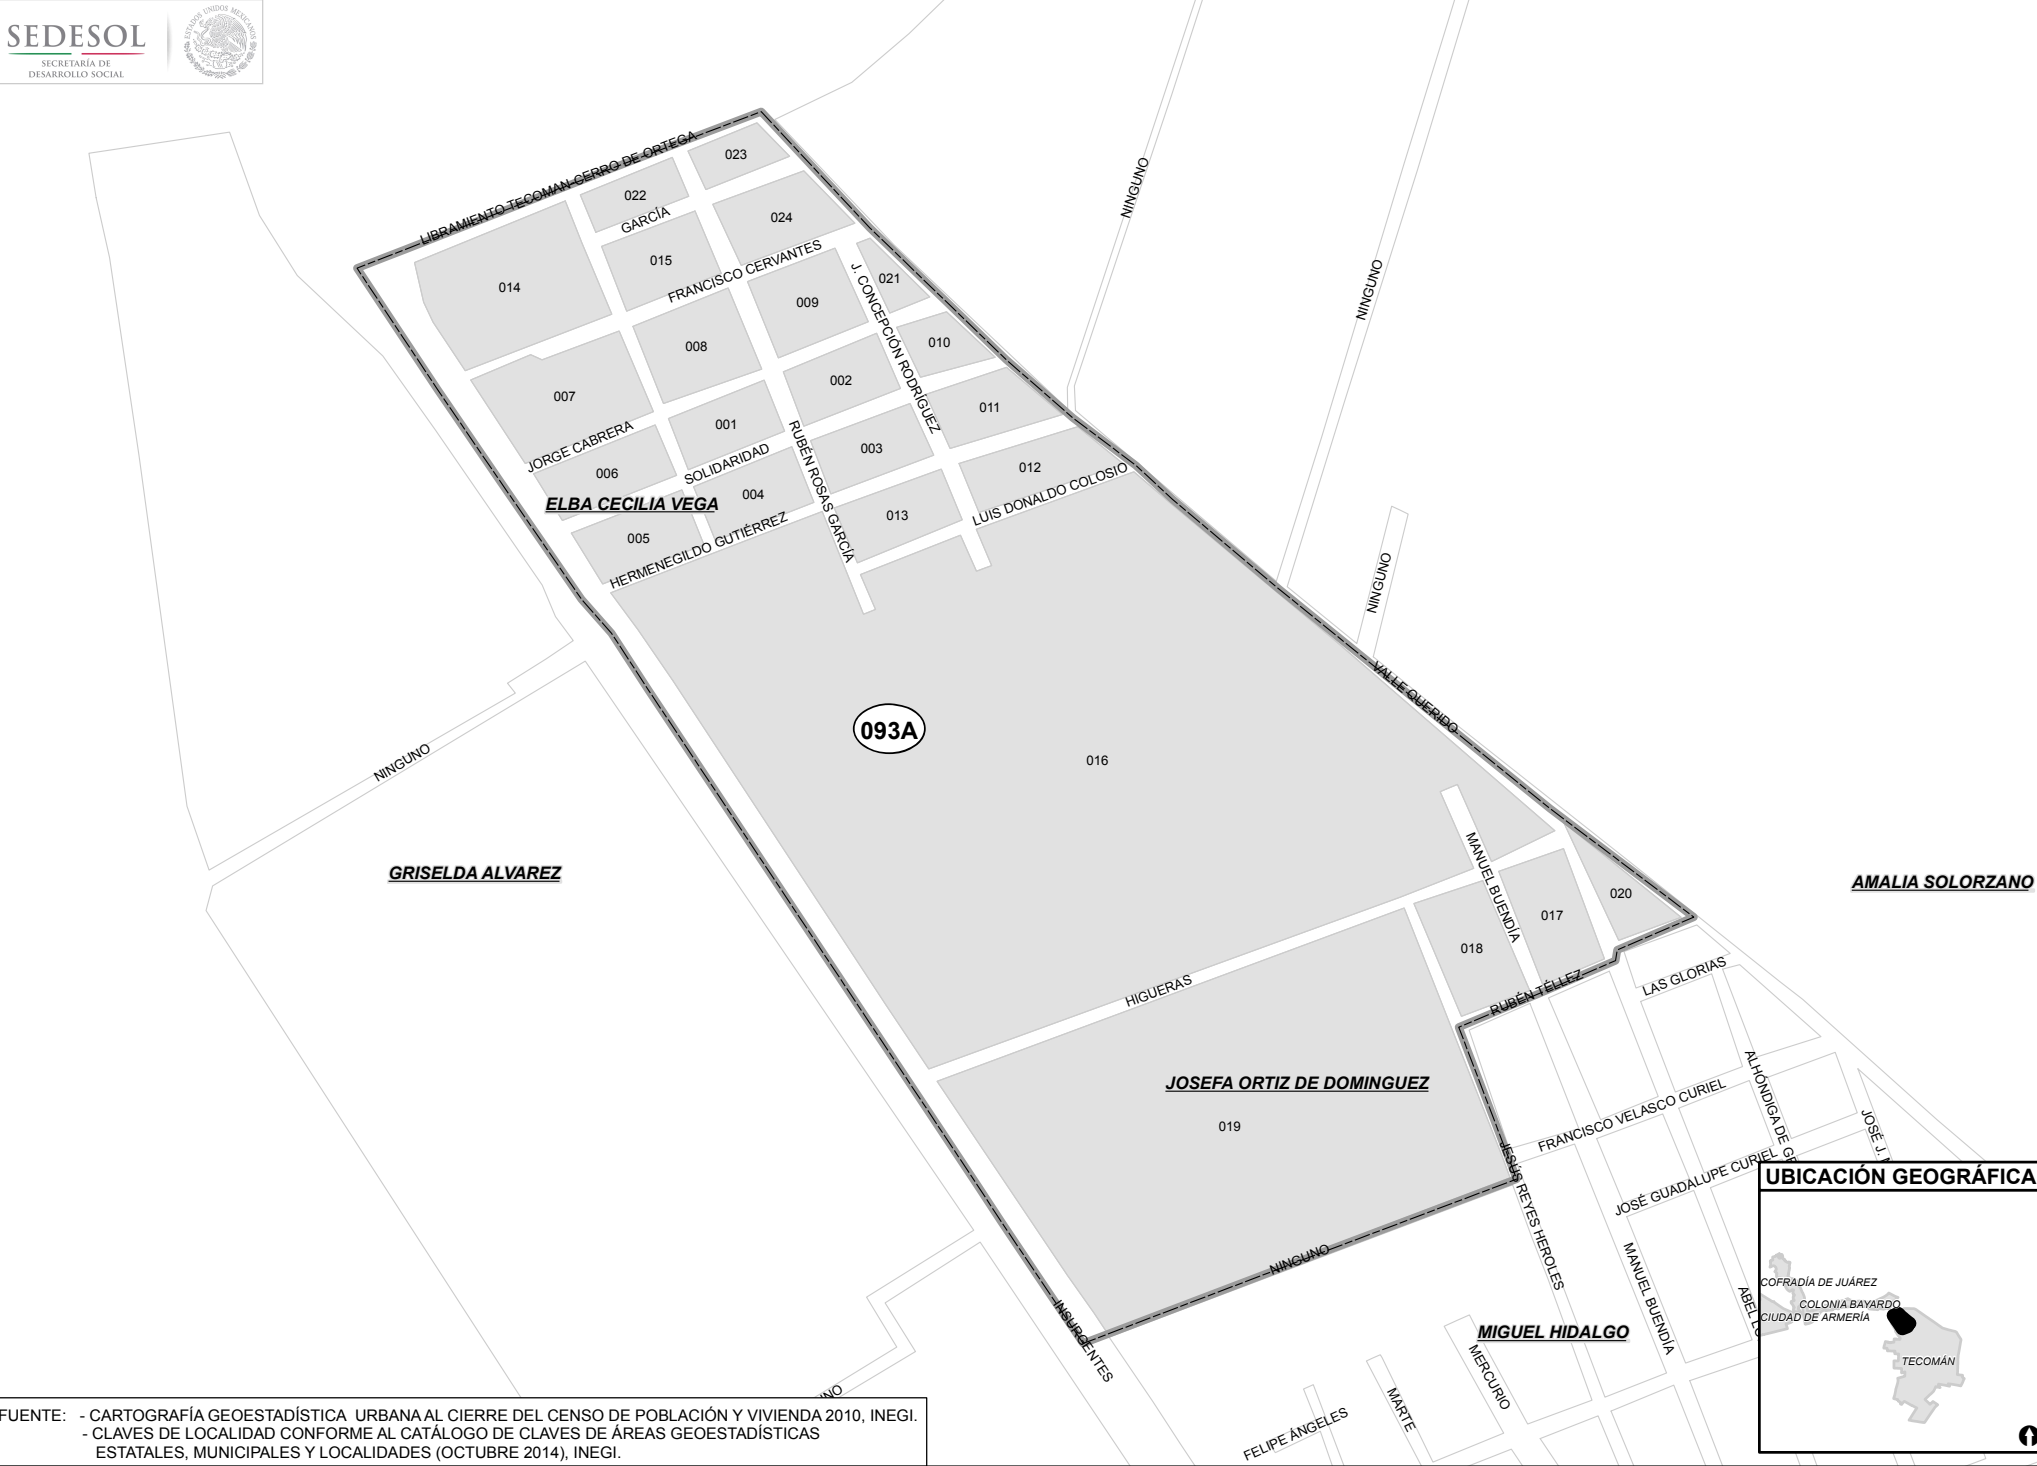 SEDESOL
SECRETARÍA DE
DESARROLLO SOCIAL
ESTADOS UNIDOS MEXICANOS
LIBRAMIENTO TECOMAN CERRO DE ORTEGA
023
022
GARCÍA
024
015
FRANCISCO CERVANTES
014
J. CONCEPCIÓN RODRÍGUEZ
021
009
010
008
002
007
011
001
JORGE CABRERA
RUBÉN ROSAS GARCÍA
003
SOLIDARIDAD
006
012
004
LUIS DONALDO COLOSIO
ELBA CECILIA VEGA
013
HERMENEGILDO GUTIÉRREZ
005
NINGUNO
NINGUNO
NINGUNO
VALLE QUERIDO
093A
016
NINGUNO
GRISELDA ALVAREZ
MANUEL BUENDÍA
AMALIA SOLORZANO
020
017
018
HIGUERAS
RUBÉN TÉLLEZ
LAS GLORIAS
JOSEFA ORTIZ DE DOMINGUEZ
019
FRANCISCO VELASCO CURIEL
ALHÓNDIGA DE GR
JOSÉ J.
JESÚS REYES HEROLES
JOSÉ GUADALUPE CURIEL
MANUEL BUENDÍA
NINGUNO
INSURGENTES
MIGUEL HIDALGO
MERCURIO
MARTE
FELIPE ÁNGELES
UBICACIÓN GEOGRÁFICA
COFRADÍA DE JUÁREZ
COLONIA BAYARDO
CIUDAD DE ARMERÍA
TECOMÁN
FUENTE: - CARTOGRAFÍA GEOESTADÍSTICA URBANA AL CIERRE DEL CENSO DE POBLACIÓN Y VIVIENDA 2010, INEGI.
- CLAVES DE LOCALIDAD CONFORME AL CATÁLOGO DE CLAVES DE ÁREAS GEOESTADÍSTICAS
ESTATALES, MUNICIPALES Y LOCALIDADES (OCTUBRE 2014), INEGI.